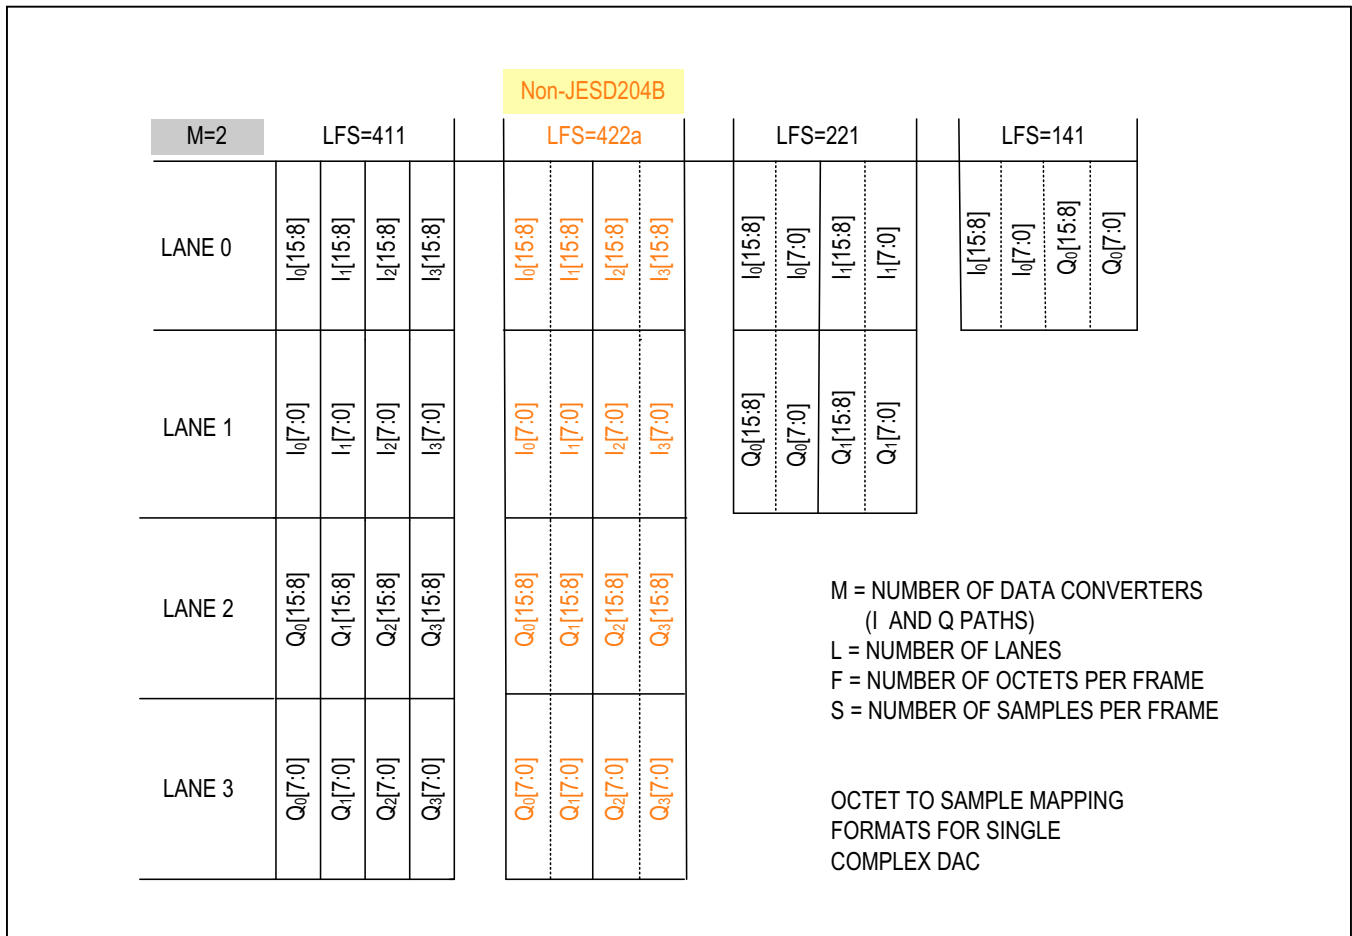 Non-JESD204B
M=2 LFS=411 LFS=422a LFS=221 LFS=141
LANE 0 I0[15:8] I1[15:8] I2[15:8] I3[15:8] I0[15:8] I1[15:8] I2[15:8] I3[15:8] I0[15:8] I0[7:0] I1[15:8] I1[7:0] I0[15:8] I0[7:0] Q0[15:8] Q0[7:0]
LANE 1 I0[7:0] I1[7:0] I2[7:0] I3[7:0] I0[7:0] I1[7:0] I2[7:0] I3[7:0] Q0[15:8] Q0[7:0] Q1[15:8] Q1[7:0]
LANE 2 Q0[15:8] Q1[15:8] Q2[15:8] Q3[15:8] Q0[15:8] Q1[15:8] Q2[15:8] Q3[15:8]
LANE 3 Q0[7:0] Q1[7:0] Q2[7:0] Q3[7:0] Q0[7:0] Q1[7:0] Q2[7:0] Q3[7:0]
M = NUMBER OF DATA CONVERTERS
(I AND Q PATHS)
L = NUMBER OF LANES
F = NUMBER OF OCTETS PER FRAME
S = NUMBER OF SAMPLES PER FRAME
OCTET TO SAMPLE MAPPING
FORMATS FOR SINGLE
COMPLEX DAC